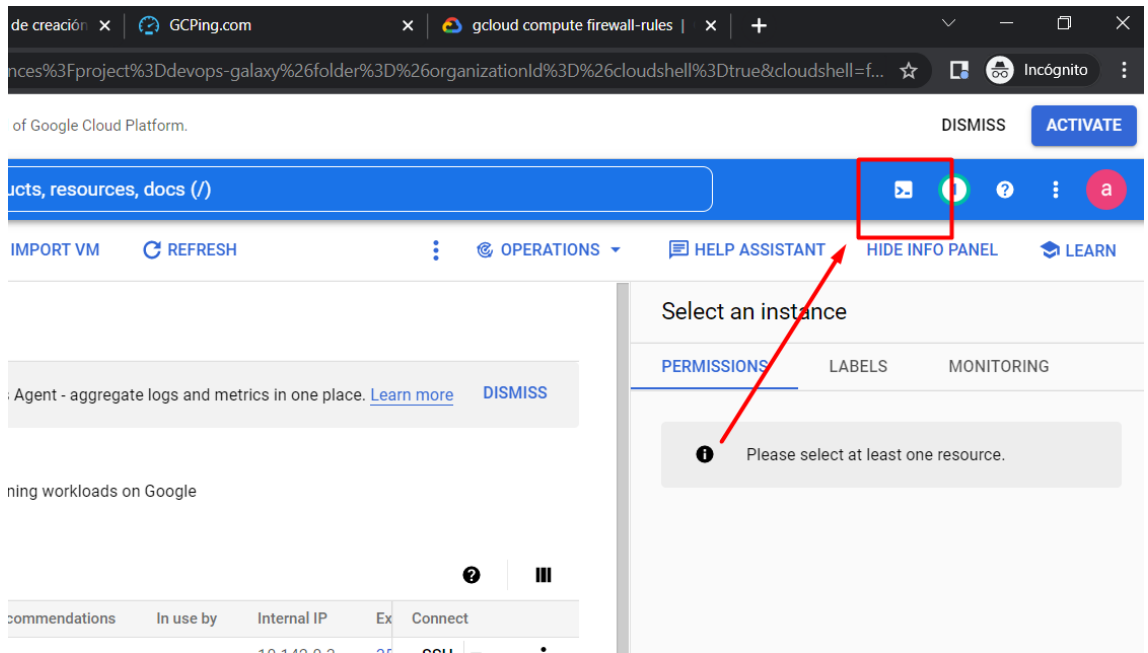 de creación
GCPing.com
gcloud compute firewall-rules |
nces%3Fproject%3Ddevops-galaxy%26folder%3D%26organizationId%3D%26cloudshell%3Dtrue&cloudshell=f...
Incógnito
of Google Cloud Platform.
DISMISS
ACTIVATE
ucts, resources, docs (/)
a
IMPORT VM
REFRESH
OPERATIONS
HELP ASSISTANT
HIDE INFO PANEL
LEARN
Select an instance
PERMISSIONS
LABELS
MONITORING
Agent - aggregate logs and metrics in one place. Learn more
DISMISS
Please select at least one resource.
ning workloads on Google
commendations
In use by
Internal IP
Ex
Connect
SSH